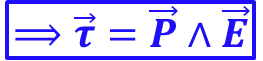 ⟹ τ⃗ = P⃗ ∧ E⃗